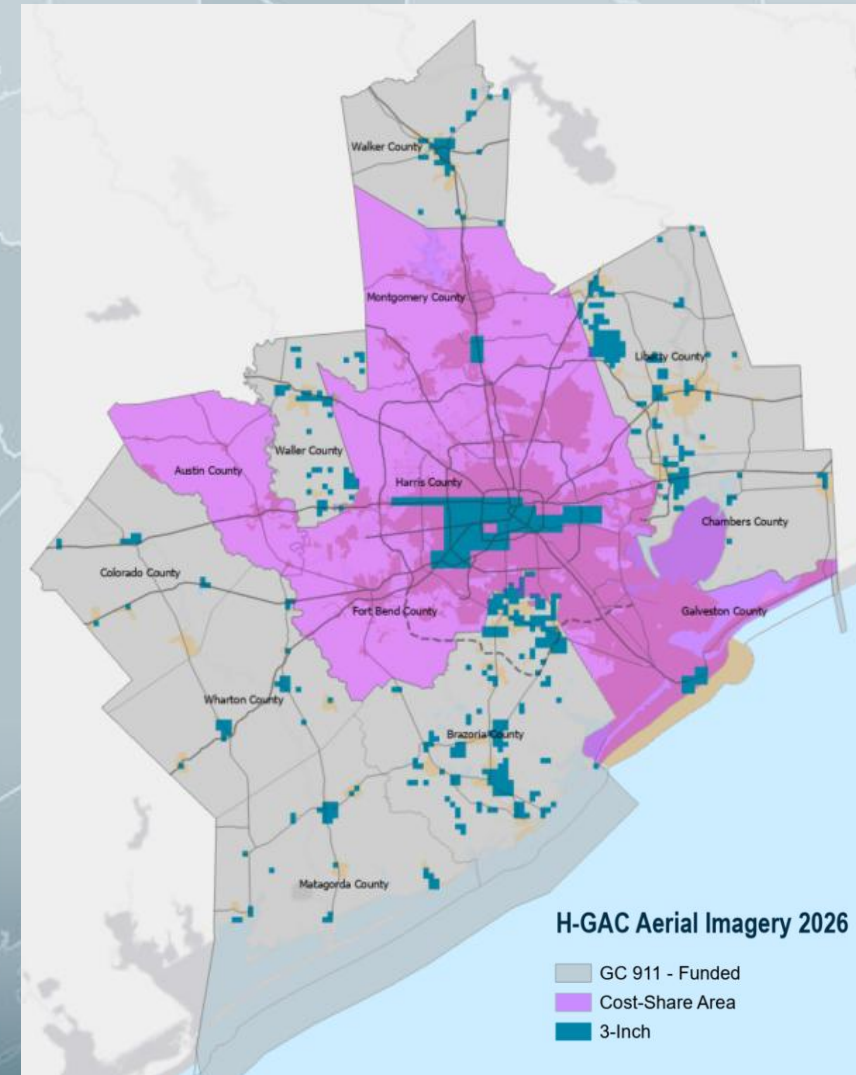 Walker County
Montgomery County
Liberty County
Waller County
Austin County
Harris County
Chambers County
Colorado County
Fort Bend County
Galveston County
Wharton County
Brazoria County
Matagorda County
H-GAC Aerial Imagery 2026
GC 911 - Funded
Cost-Share Area
3-Inch